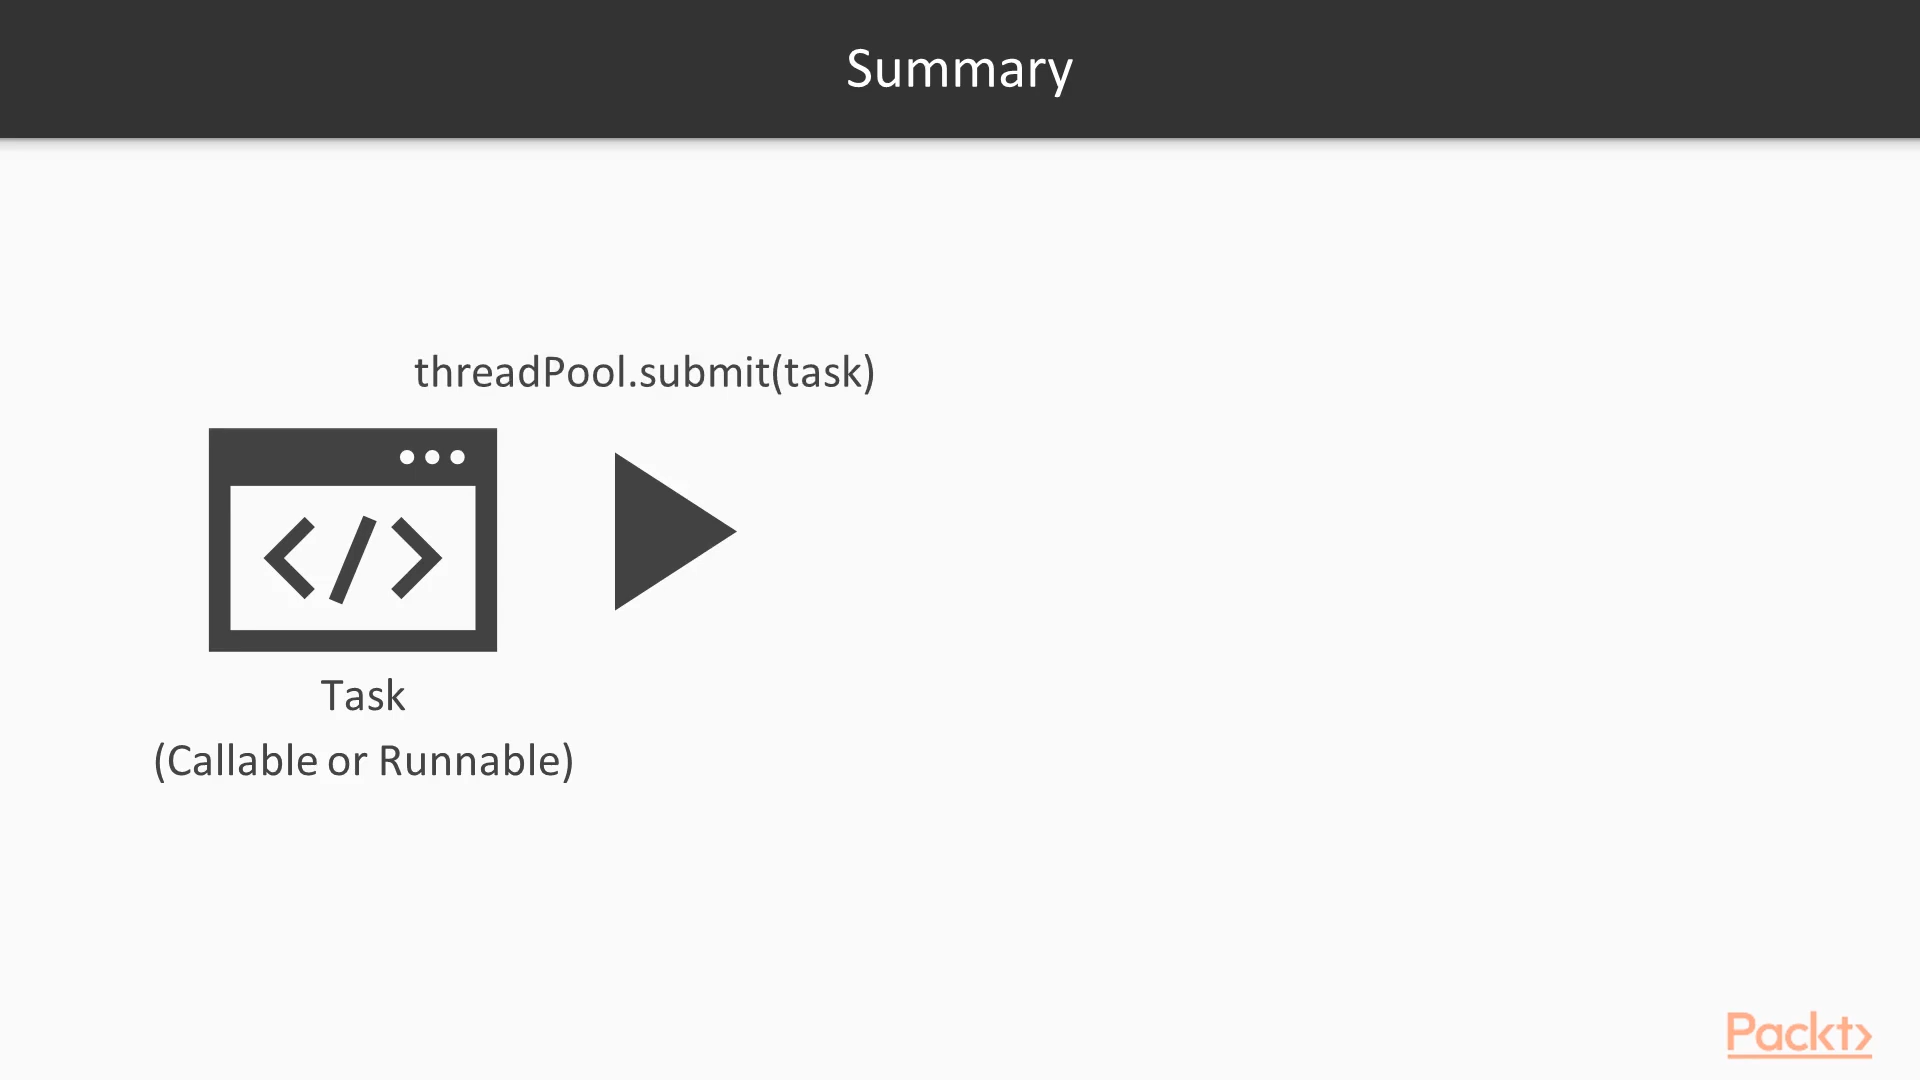 Summary
threadPool.submit(task)
</>
Task
(Callable or Runnable)
Packt>